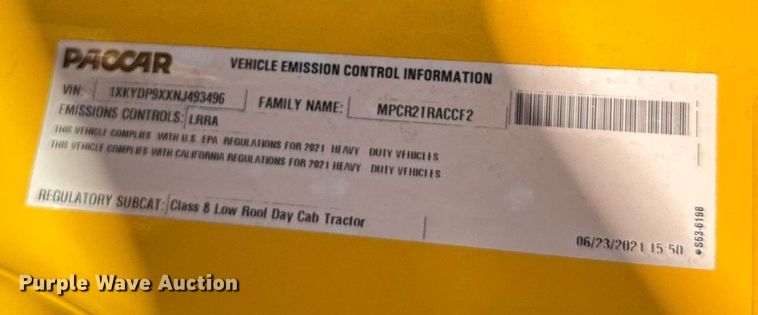 PACCAR VEHICLE EMISSION CONTROL INFORMATION
VIN: 1XKYDP9XXNJ493496 FAMILY NAME: MPCR2TRACCF2
EMISSIONS CONTROLS: LRRA
THIS VEHICLE COMPLIES WITH U.S. EPA REGULATIONS FOR 2021 HEAVY DUTY VEHICLES
THIS VEHICLE COMPLIES WITH CALIFORNIA REGULATIONS FOR 2021 HEAVY DUTY VEHICLES
REGULATORY SUBCAT: Class 8 Low Roof Day Cab Tractor
06/23/2021 15 50
S53-6198
Purple Wave Auction